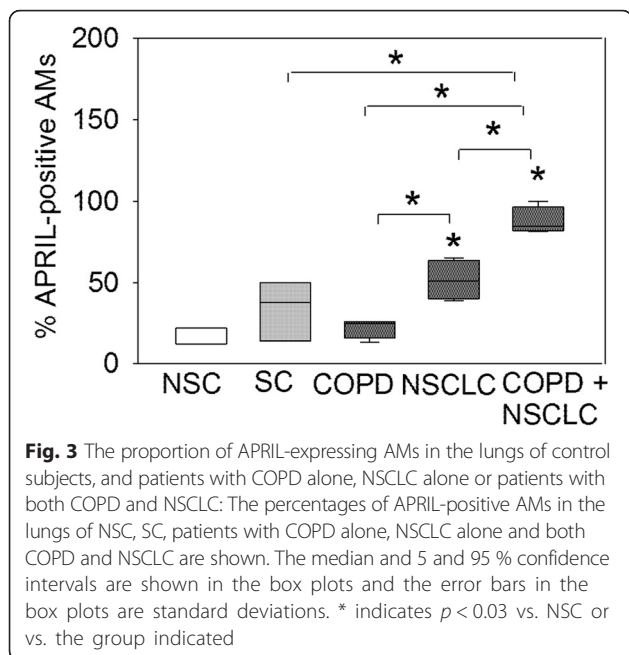 200
150
100
50
0
% APRIL-positive AMs
*
*
*
*
*
*
NSC SC COPD NSCLC COPD +
NSCLC
Fig. 3 The proportion of APRIL-expressing AMs in the lungs of control
subjects, and patients with COPD alone, NSCLC alone or patients with
both COPD and NSCLC: The percentages of APRIL-positive AMs in the
lungs of NSC, SC, patients with COPD alone, NSCLC alone and both
COPD and NSCLC are shown. The median and 5 and 95 % confidence
intervals are shown in the box plots and the error bars in the
box plots are standard deviations. * indicates p < 0.03 vs. NSC or
vs. the group indicated